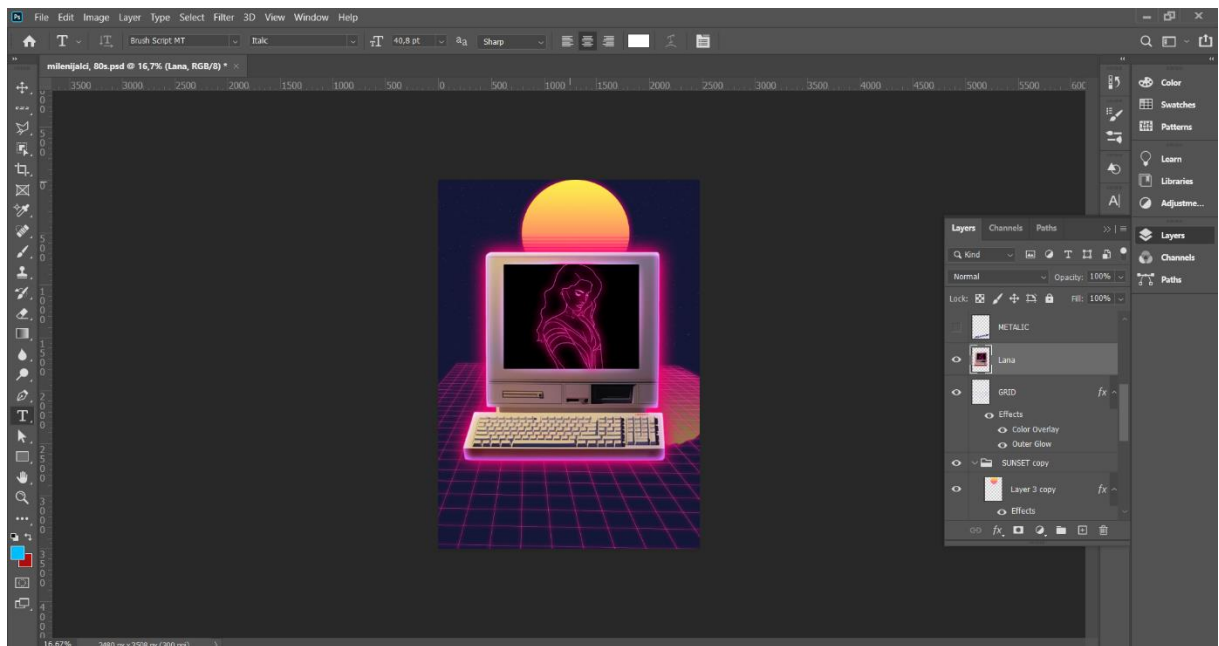 Ps File Edit Image Layer Type Select Filter 3D View Window Help
T Brush Script MT Italic T 40,8 pt aa Sharp
milenijalci, 80s.psd @ 16,7% (Lana, RGB/8) * ×
3500 3000 2500 2000 1500 1000 500 0 500 1000 1500 2000 2500 3000 3500 4000 4500 5000 5500 600
Color
Swatches
Patterns
Learn
Libraries
Adjustme...
Layers
Channels
Paths
Layers Channels Paths
Kind
Normal Opacity: 100%
Lock: Fill: 100%
METALIC
Lana
GRID fx
Effects
Color Overlay
Outer Glow
SUNSET copy
Layer 3 copy fx
Effects
fx
16,67%